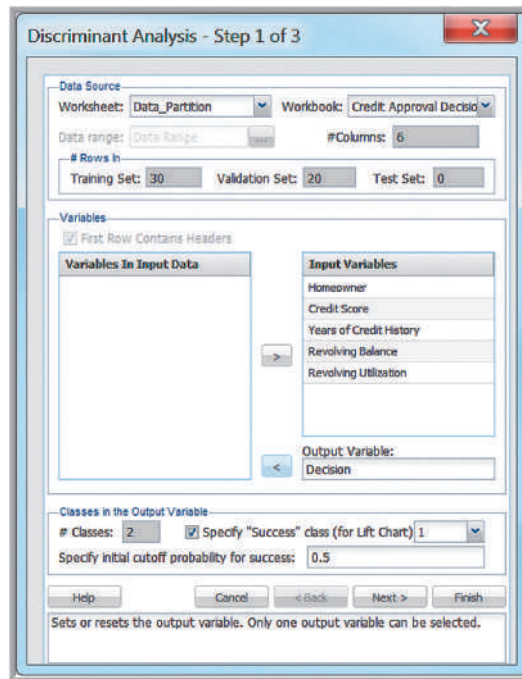 Discriminant Analysis - Step 1 of 3
Data Source
Worksheet: Data_Partition Workbook: Credit Approval Decisio
Data range: Data Range ... #Columns: 6
# Rows In
Training Set: 30 Validation Set: 20 Test Set: 0
Variables
First Row Contains Headers
Variables In Input Data Input Variables
Homeowner
Credit Score
Years of Credit History
Revolving Balance
Revolving Utilization
>
Output Variable:
< Decision
Classes in the Output Variable
# Classes: 2 Specify "Success" class (for Lift Chart) 1
Specify initial cutoff probability for success: 0.5
Help Cancel < Back Next > Finish
Sets or resets the output variable. Only one output variable can be selected.